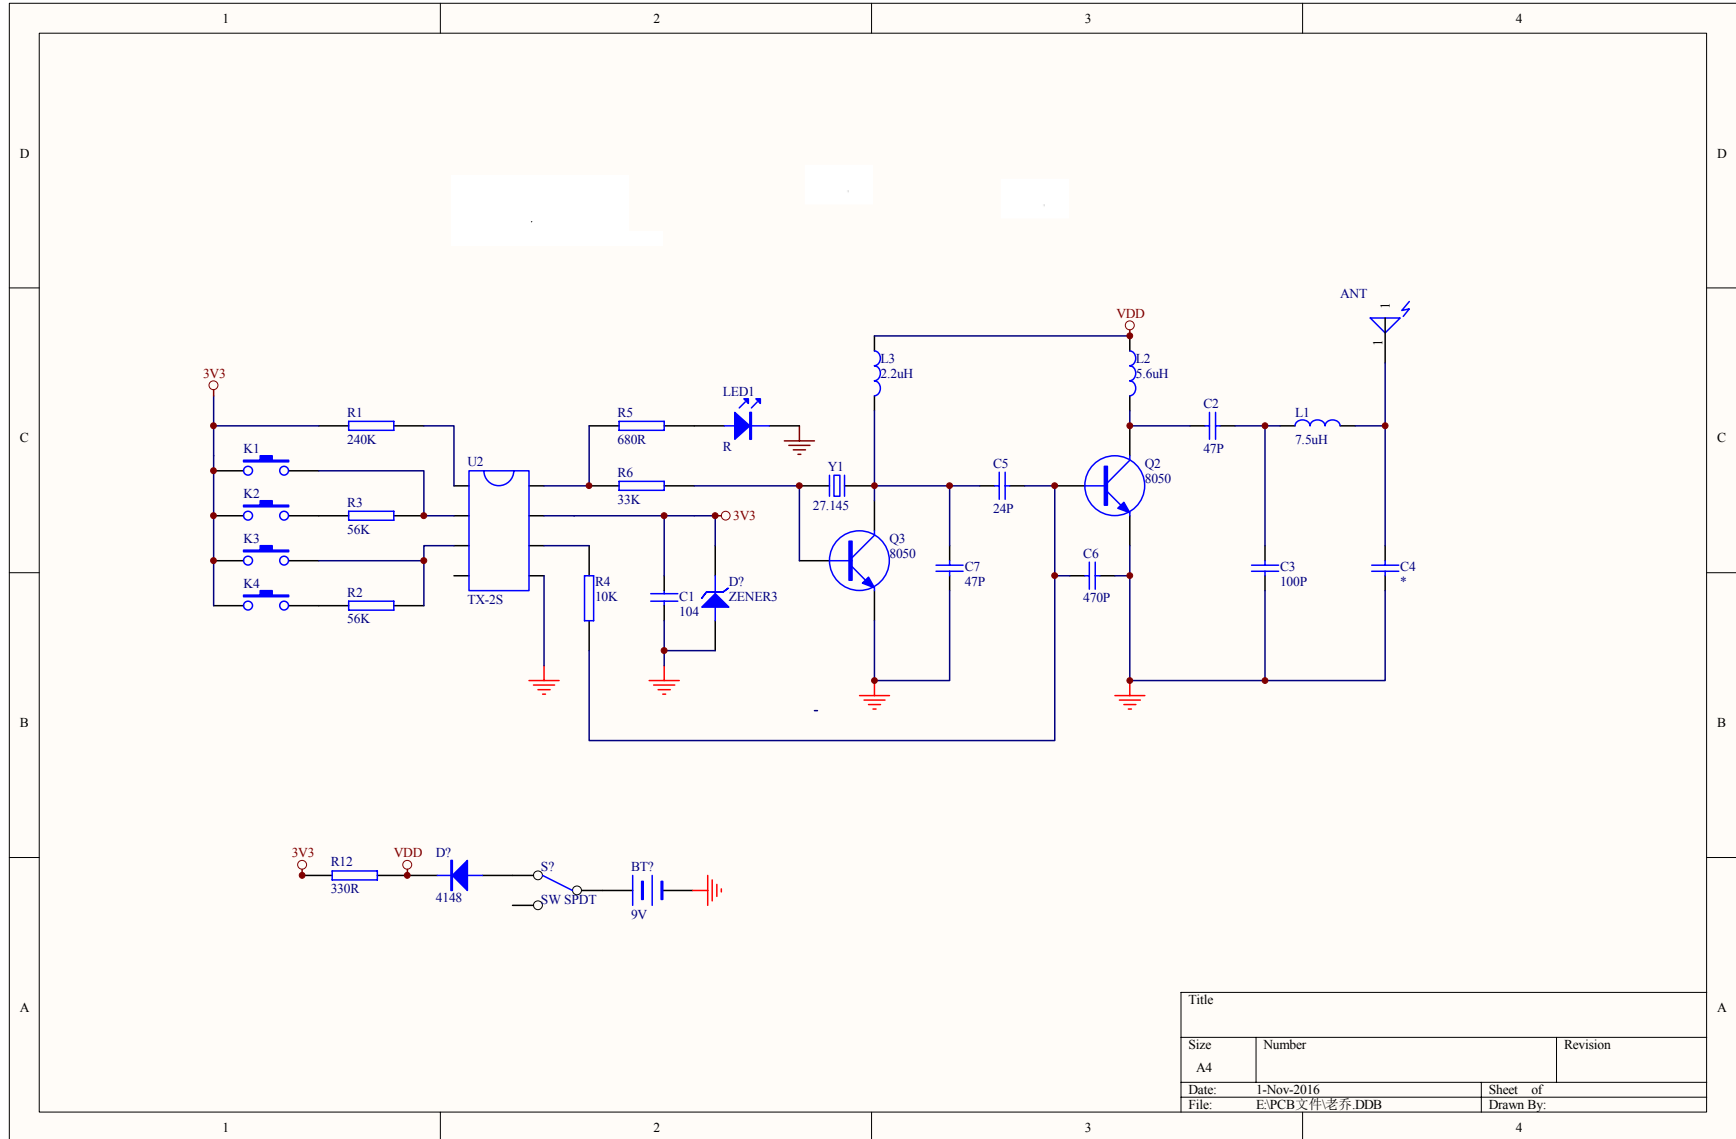 1 2 3 4
D D
ANT
1
1
VDD
L3
2.2uH
L2
5.6uH
3V3
LED1
R
R1
240K
R5
680R
C2
47P
L1
7.5uH
C C
K1
U2
R6
33K
Y1
27.145
C5
24P
Q2
8050
K2
R3
56K
3V3
K3
Q3
8050
C6
470P
C7
47P
C3
100P
C4
*
K4
R2
56K
TX-2S
R4
10K
C1
104
D?
ZENER3
B B
3V3
R12
330R
VDD
D?
4148
S?
SW SPDT
BT?
9V
A A
Title
Size
A4
Number
Revision
Date: 1-Nov-2016 Sheet of
File: E:\PCB文件\老乔.DDB Drawn By:
1 2 3 4